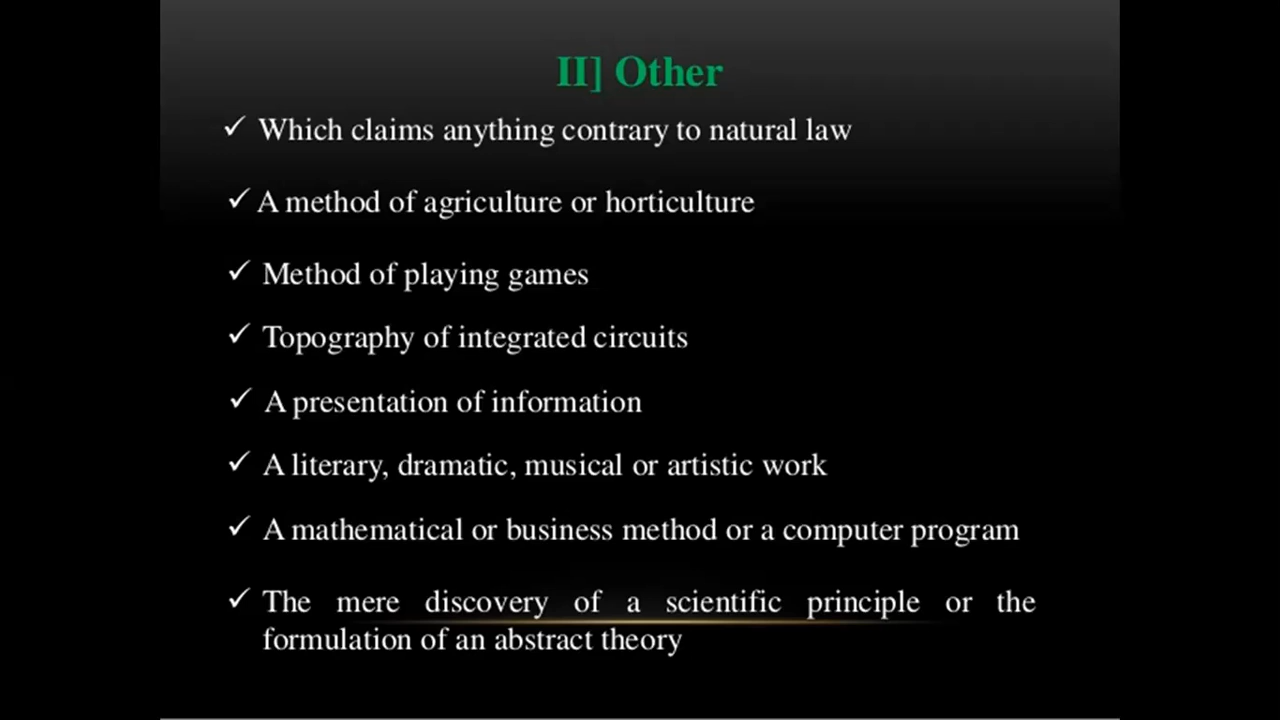 II] Other
✓ Which claims anything contrary to natural law
✓ A method of agriculture or horticulture
✓ Method of playing games
✓ Topography of integrated circuits
✓ A presentation of information
✓ A literary, dramatic, musical or artistic work
✓ A mathematical or business method or a computer program
✓ The mere discovery of a scientific principle or the
formulation of an abstract theory